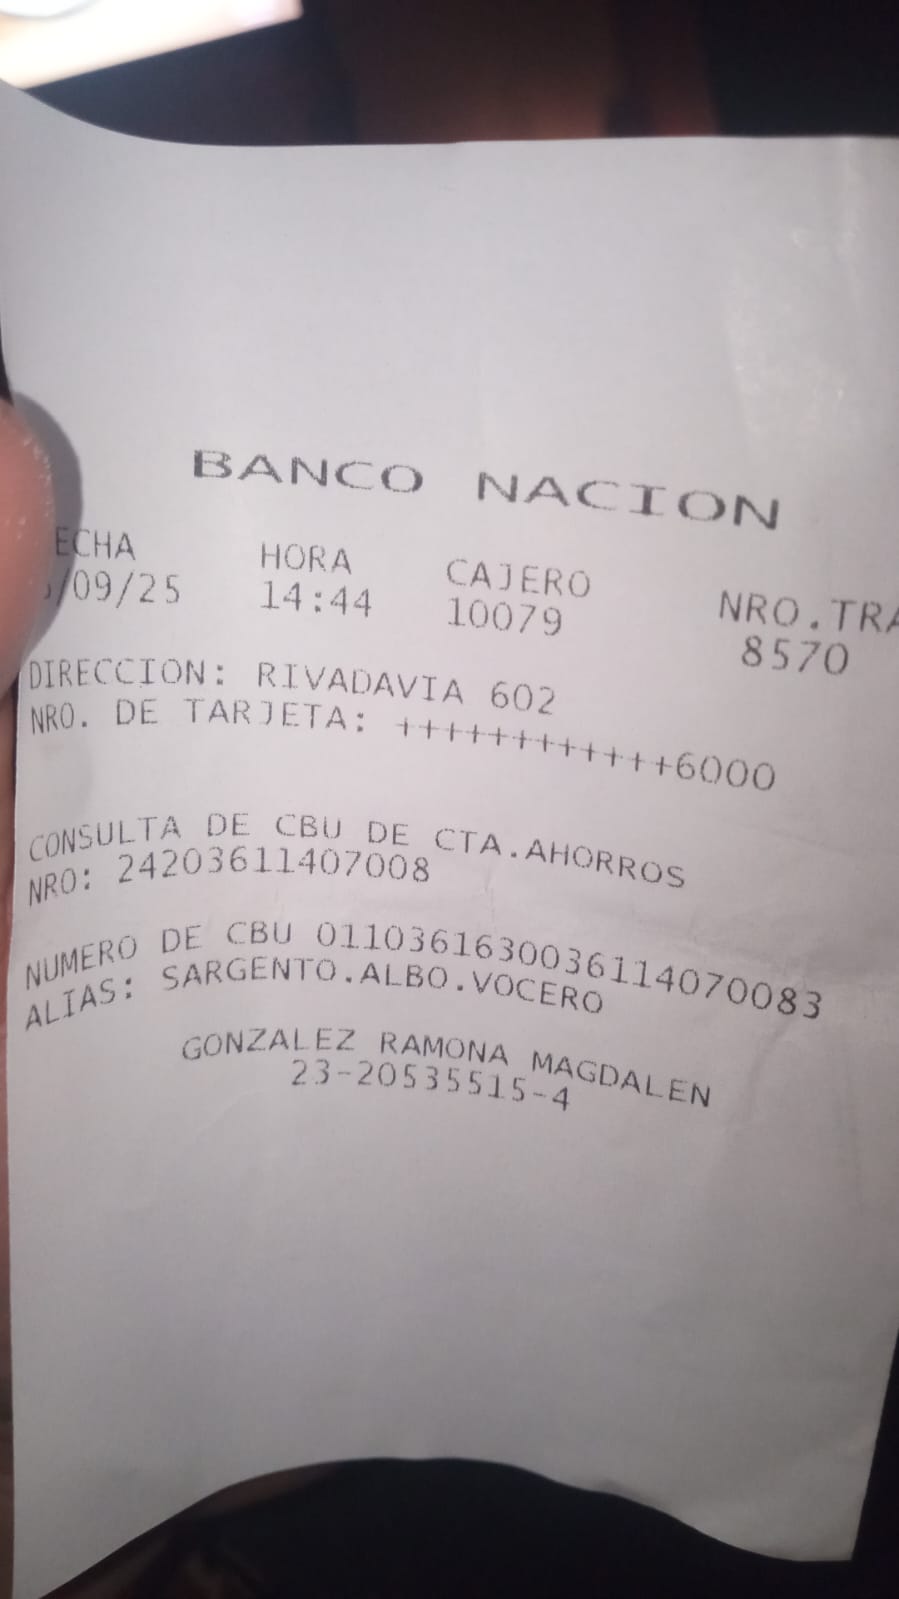 BANCO NACION
ECHA HORA CAJERO NRO.TRA
/09/25 14:44 10079 8570
DIRECCION: RIVADAVIA 602
NRO. DE TARJETA: ++++++++++++6000
CONSULTA DE CBU DE CTA.AHORROS
NRO: 24203611407008
NUMERO DE CBU 0110361630036114070083
ALIAS: SARGENTO.ALBO.VOCERO
GONZALEZ RAMONA MAGDALEN
23-20535515-4